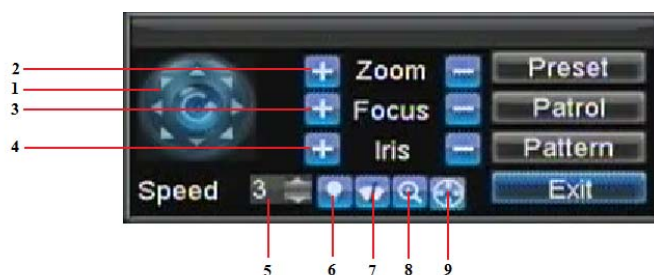 2 Zoom Preset
1
3 Focus Patrol
4 Iris Pattern
Speed 3 Exit
5 6 7 8 9